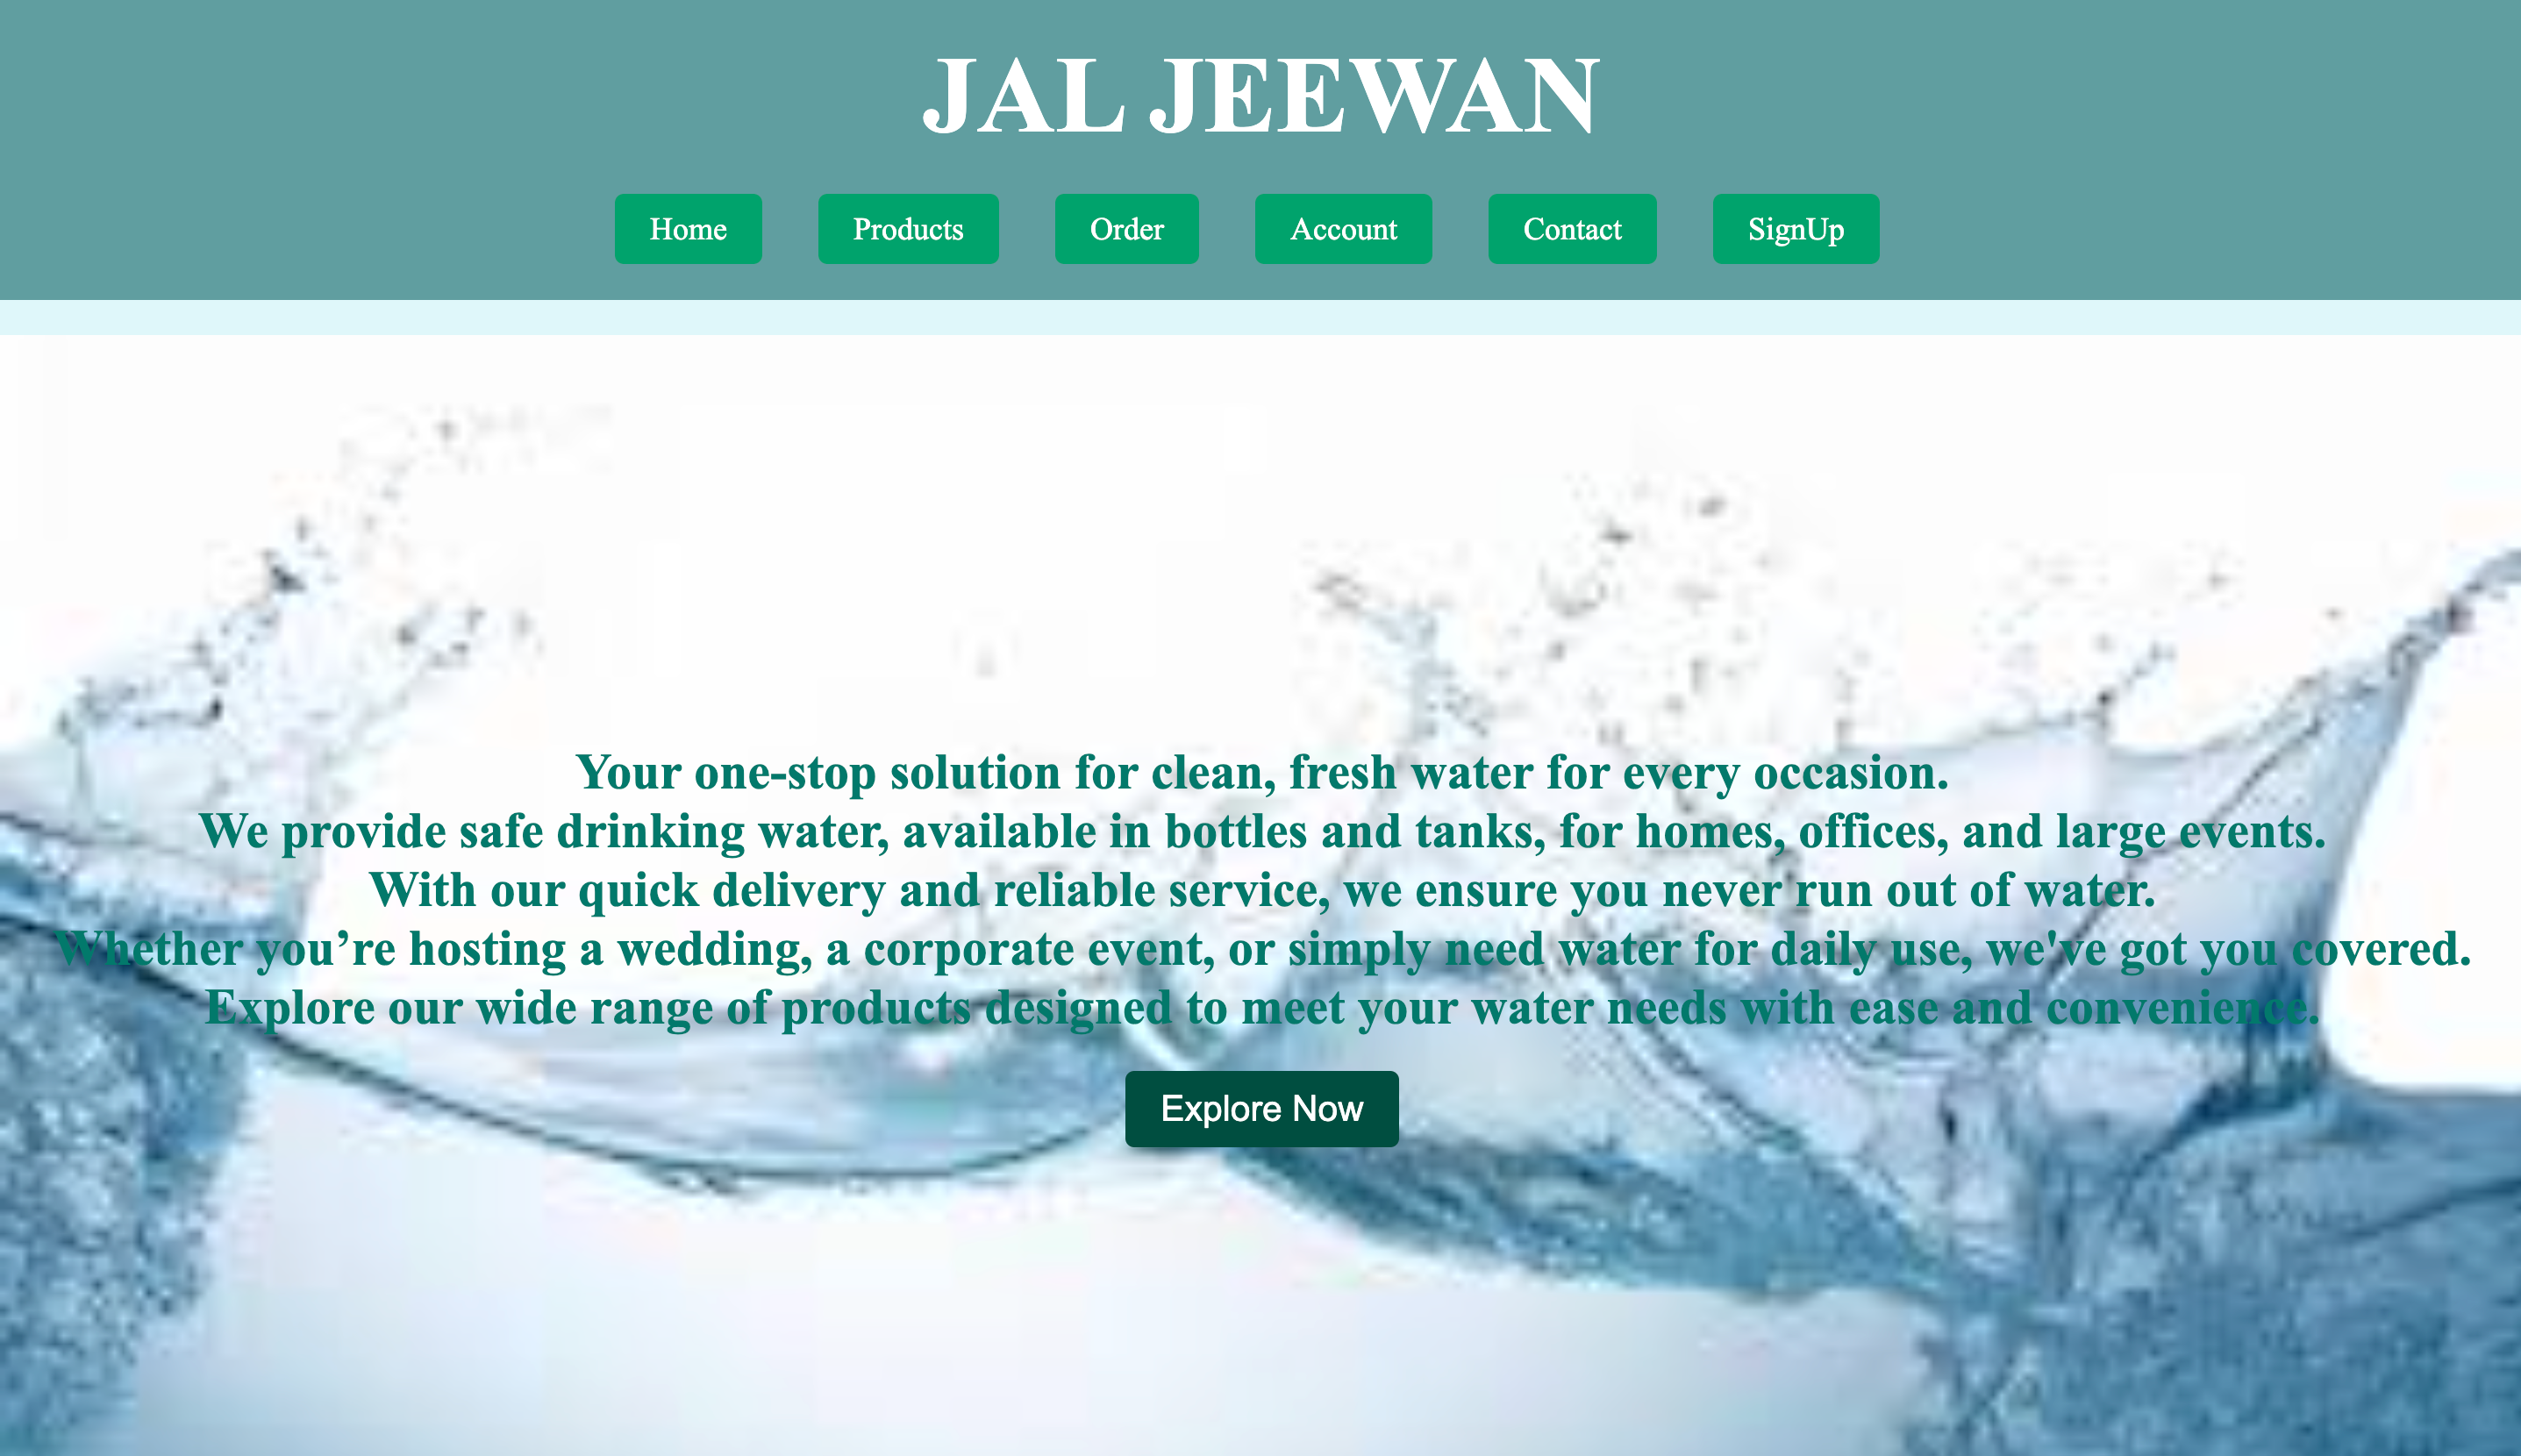 JAL JEEWAN
Home Products Order Account Contact SignUp
Your one-stop solution for clean, fresh water for every occasion.
We provide safe drinking water, available in bottles and tanks, for homes, offices, and large events.
With our quick delivery and reliable service, we ensure you never run out of water.
Whether you’re hosting a wedding, a corporate event, or simply need water for daily use, we've got you covered.
Explore our wide range of products designed to meet your water needs with ease and convenience.
Explore Now